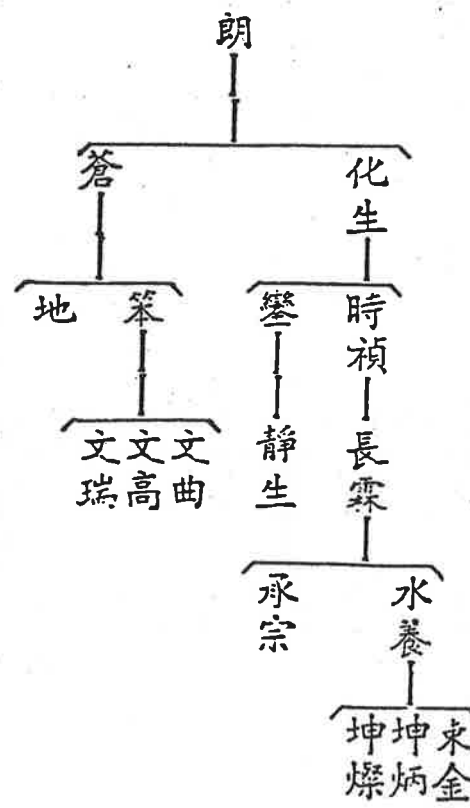 朗
化生
蒼
時禎
㘘
笨
地
長霖
靜生
文曲
文高
文瑞
水養
承宗
東金
坤炳
坤燦